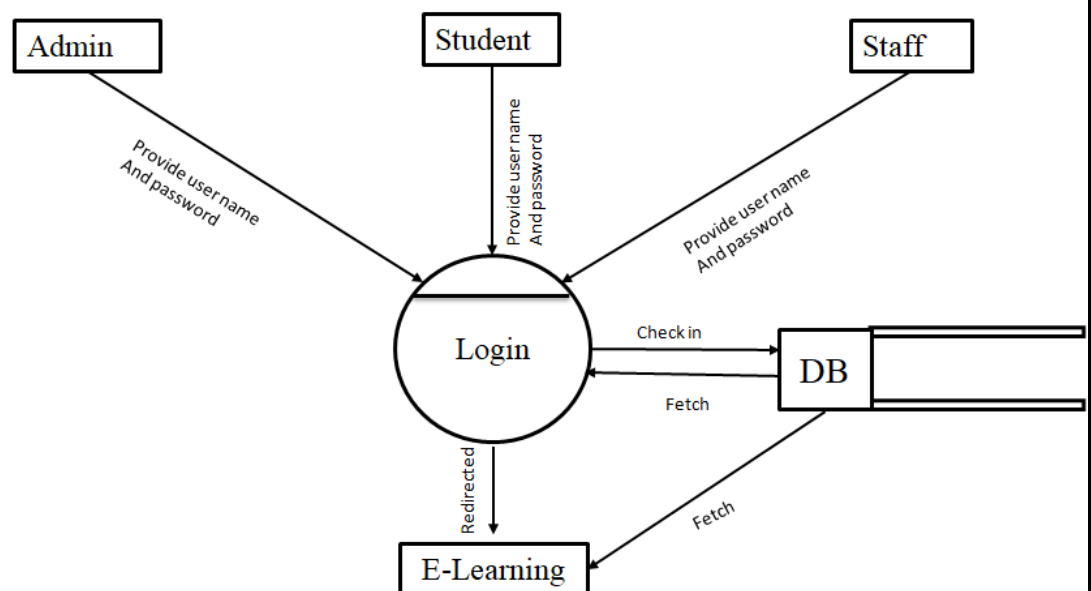 Admin
Student
Staff
Provide user name
And password
Provide user name
And password
Provide user name
And password
Login
Check in
DB
Fetch
Redirected
Fetch
E-Learning